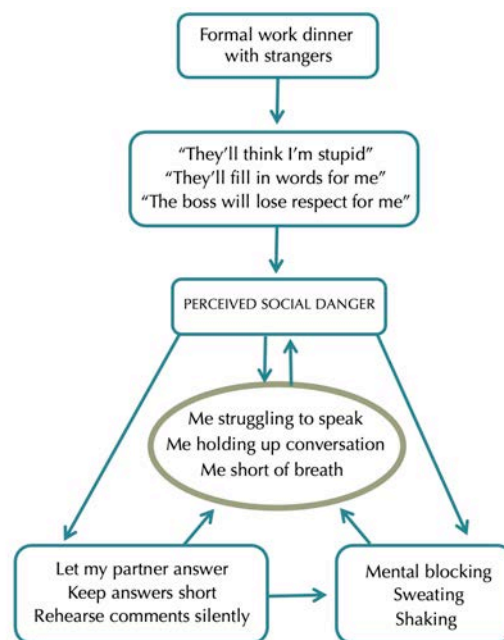 Formal work dinner
with strangers
“They’ll think I’m stupid”
“They’ll fill in words for me”
“The boss will lose respect for me”
PERCEIVED SOCIAL DANGER
Me struggling to speak
Me holding up conversation
Me short of breath
Let my partner answer
Keep answers short
Rehearse comments silently
Mental blocking
Sweating
Shaking